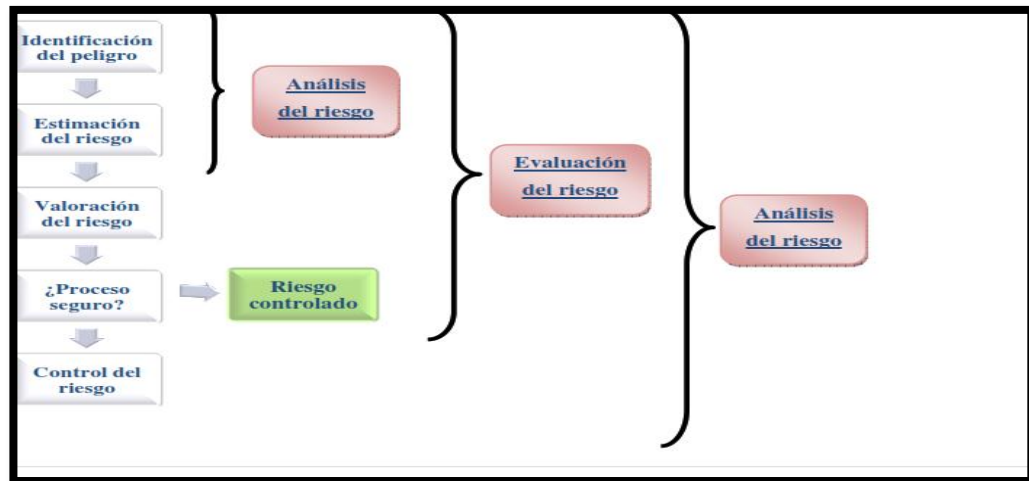 Identificación
del peligro
Estimación
del riesgo
Valoración
del riesgo
¿Proceso
seguro?
Control del
riesgo
Riesgo
controlado
Análisis
del riesgo
Evaluación
del riesgo
Análisis
del riesgo